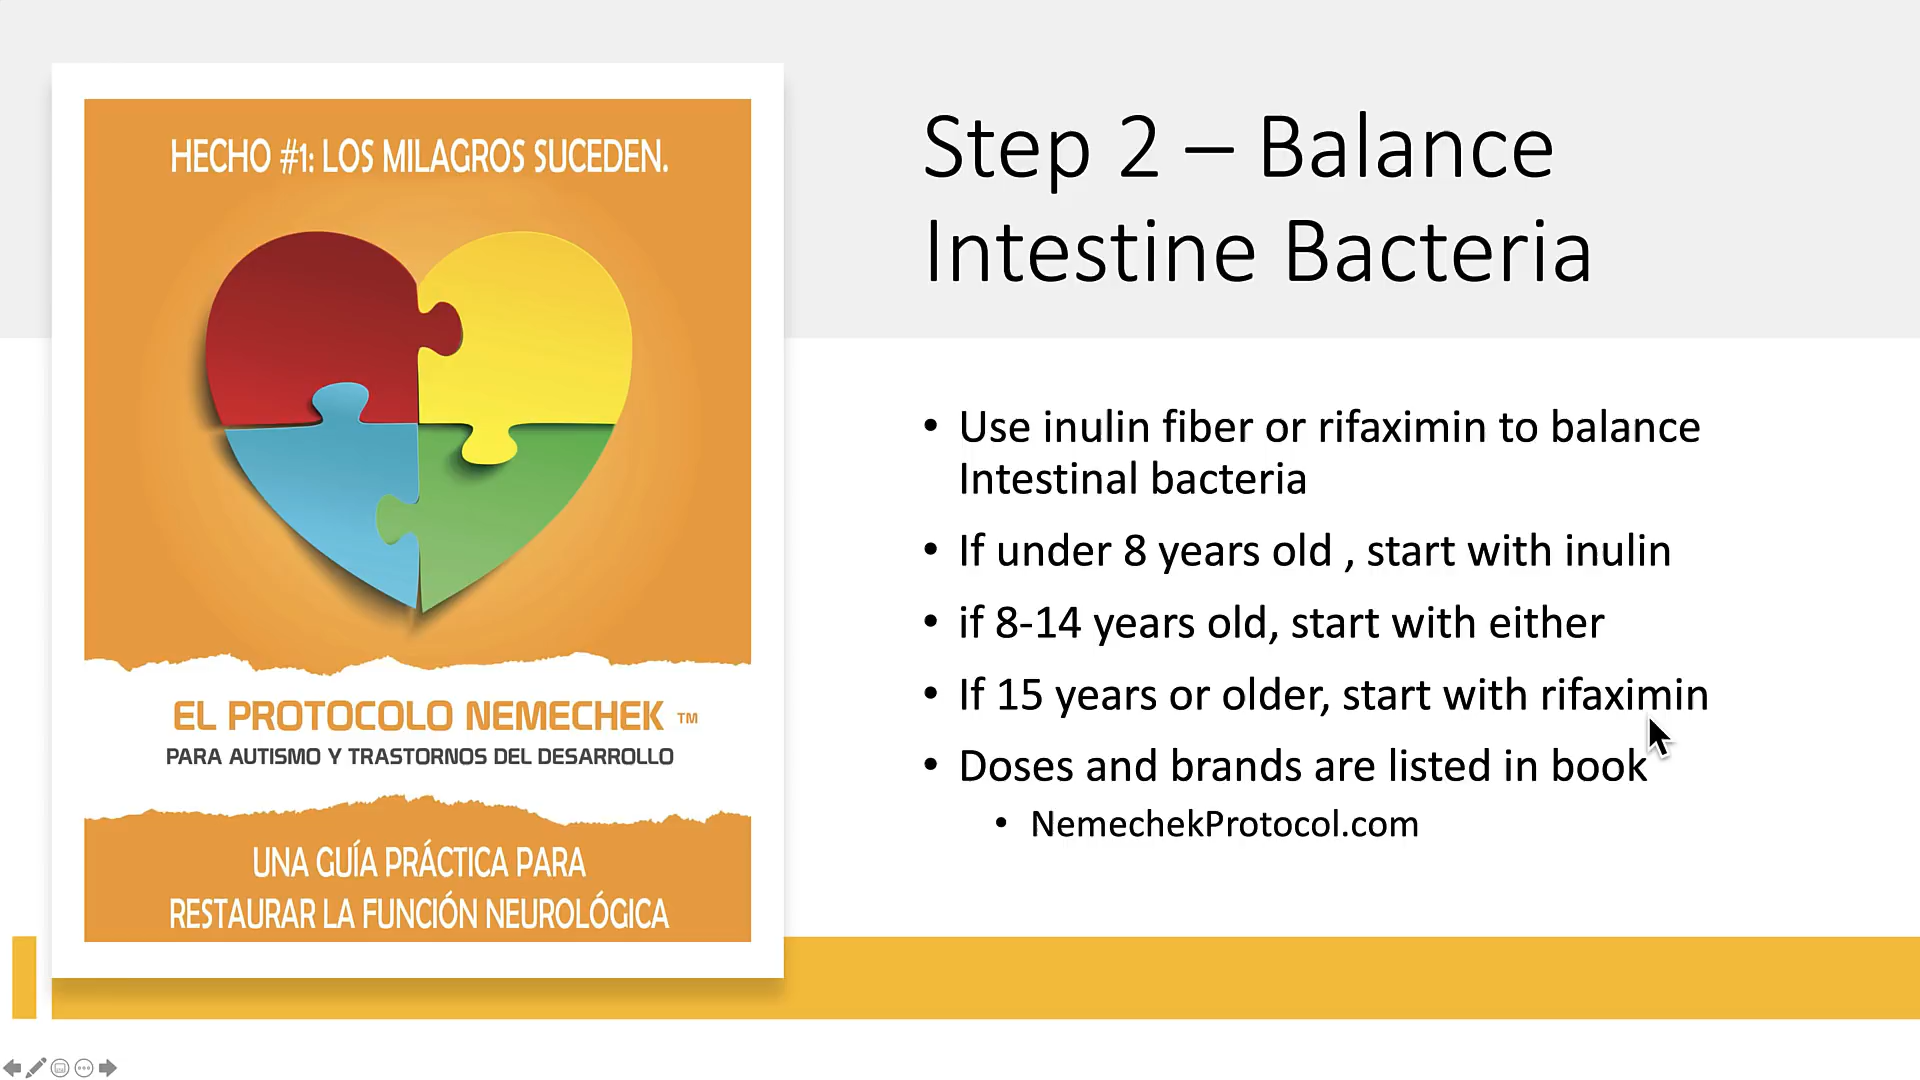 HECHO #1: LOS MILAGROS SUCEDEN.
EL PROTOCOLO NEMECHEK ™
PARA AUTISMO Y TRASTORNOS DEL DESARROLLO
UNA GUÍA PRÁCTICA PARA
RESTAURAR LA FUNCIÓN NEUROLÓGICA
Step 2 – Balance
Intestine Bacteria
• Use inulin fiber or rifaximin to balance
Intestinal bacteria
• If under 8 years old , start with inulin
• if 8-14 years old, start with either
• If 15 years or older, start with rifaximin
• Doses and brands are listed in book
• NemechekProtocol.com